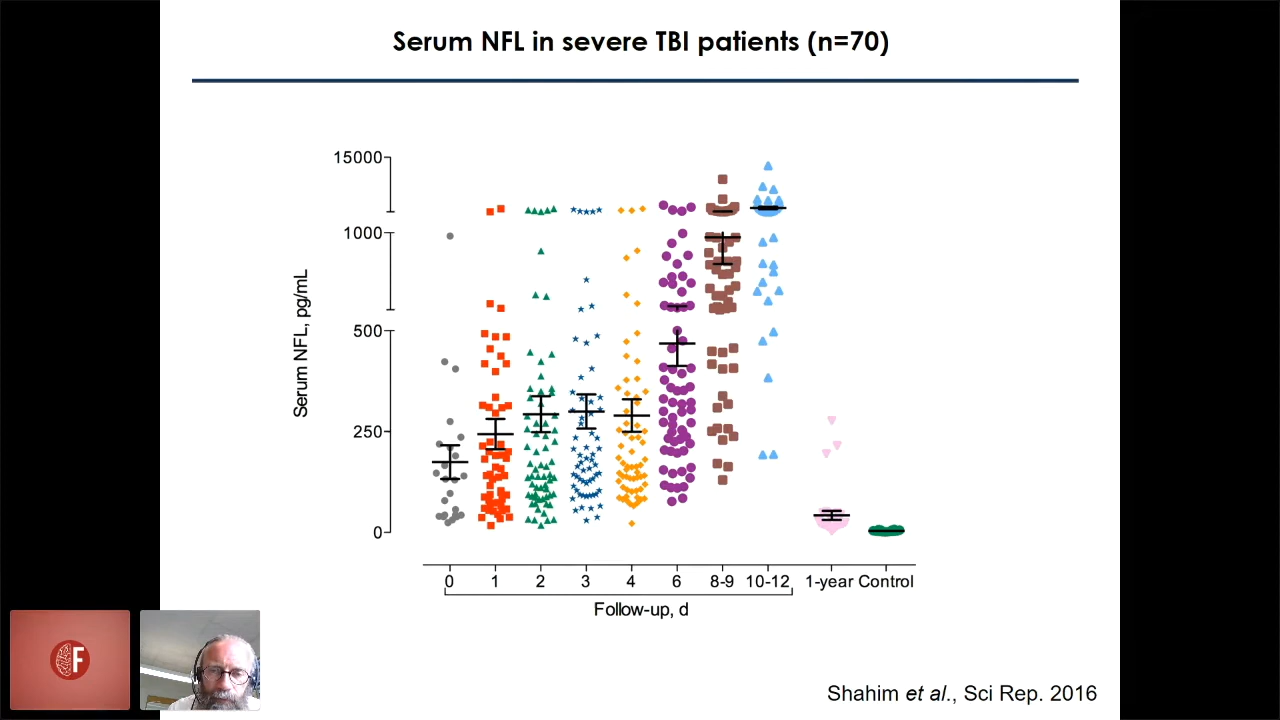 Serum NFL in severe TBI patients (n=70)
15000
1000
500
250
0
Serum NFL, pg/mL
0 1 2 3 4 6 8-9 10-12 1-year Control
Follow-up, d
F
Shahim et al., Sci Rep. 2016